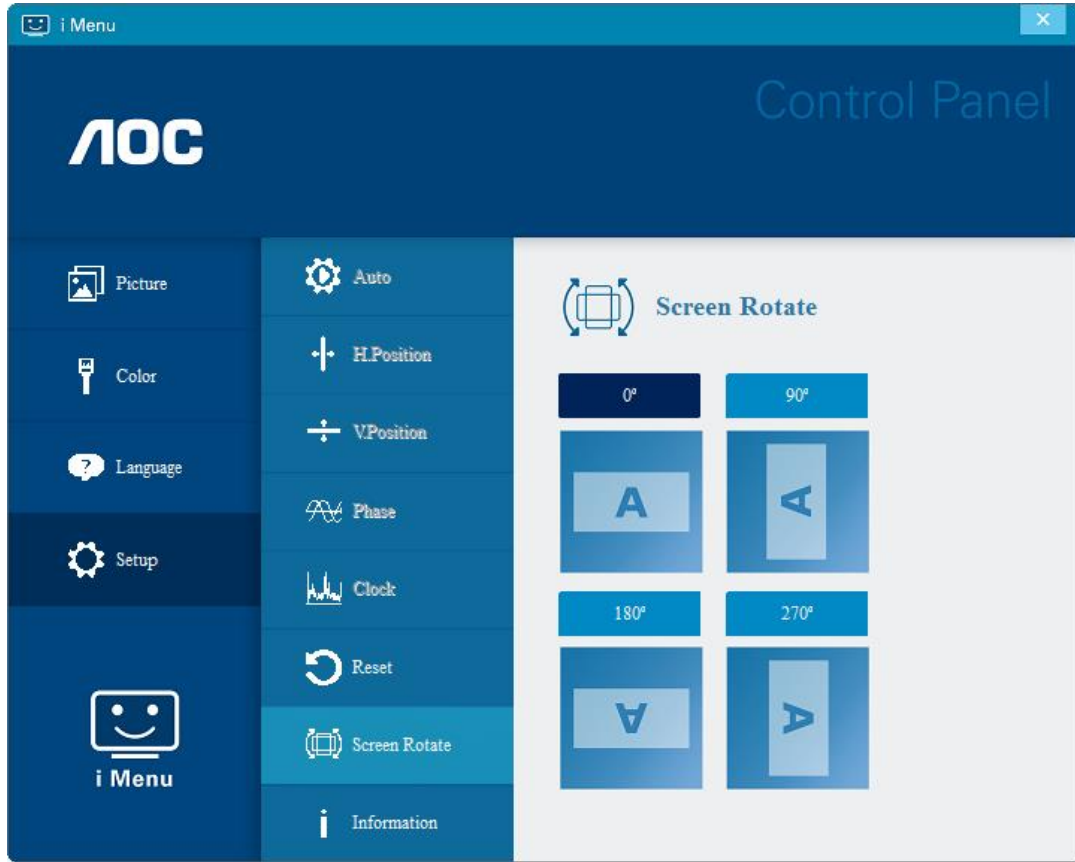 i Menu
Control Panel
AOC
Picture
Color
Language
Setup
i Menu
Auto
H.Position
V.Position
Phase
Clock
Reset
Screen Rotate
Information
Screen Rotate
0°
90°
A
A
180°
270°
A
A